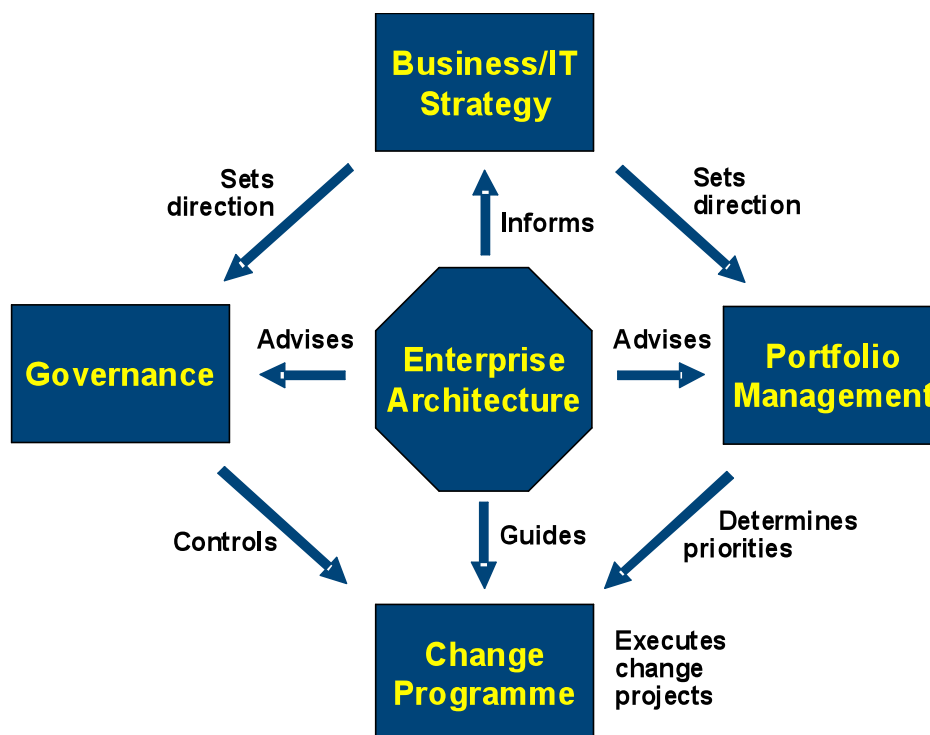 Business/IT
Strategy
Sets
direction
Sets
direction
Informs
Advises
Advises
Governance
Enterprise
Architecture
Portfolio
Management
Controls
Guides
Determines
priorities
Change
Programme
Executes
change
projects